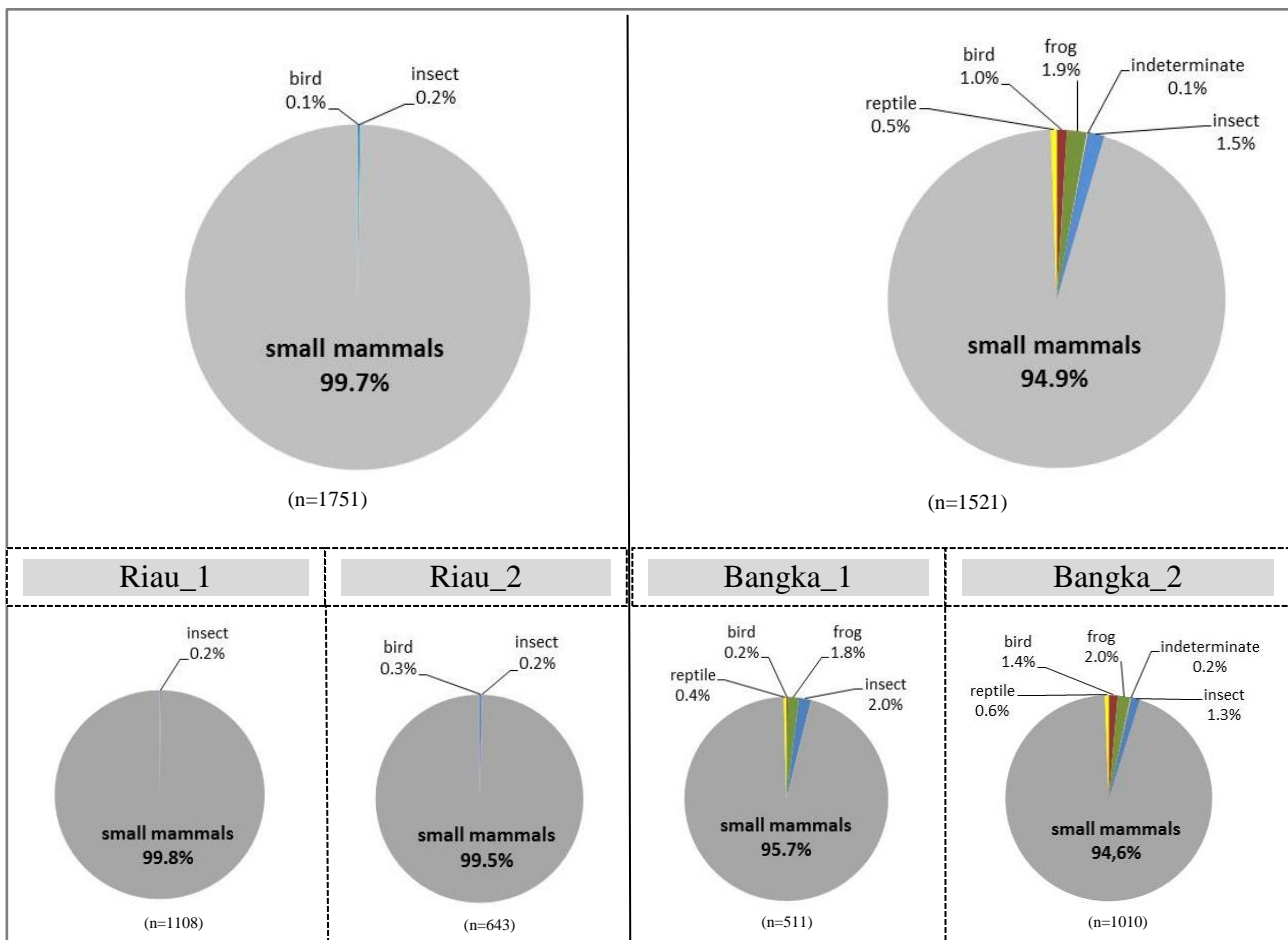 bird
0.1%
insect
0.2%
small mammals
99.7%
(n=1751)
reptile
0.5%
bird
1.0%
frog
1.9%
indeterminate
0.1%
insect
1.5%
small mammals
94.9%
(n=1521)
Riau_1
Riau_2
Bangka_1
Bangka_2
insect
0.2%
small mammals
99.8%
(n=1108)
bird
0.3%
insect
0.2%
small mammals
99.5%
(n=643)
reptile
0.4%
bird
0.2%
frog
1.8%
insect
2.0%
small mammals
95.7%
(n=511)
reptile
0.6%
bird
1.4%
frog
2.0%
indeterminate
0.2%
insect
1.3%
small mammals
94,6%
(n=1010)